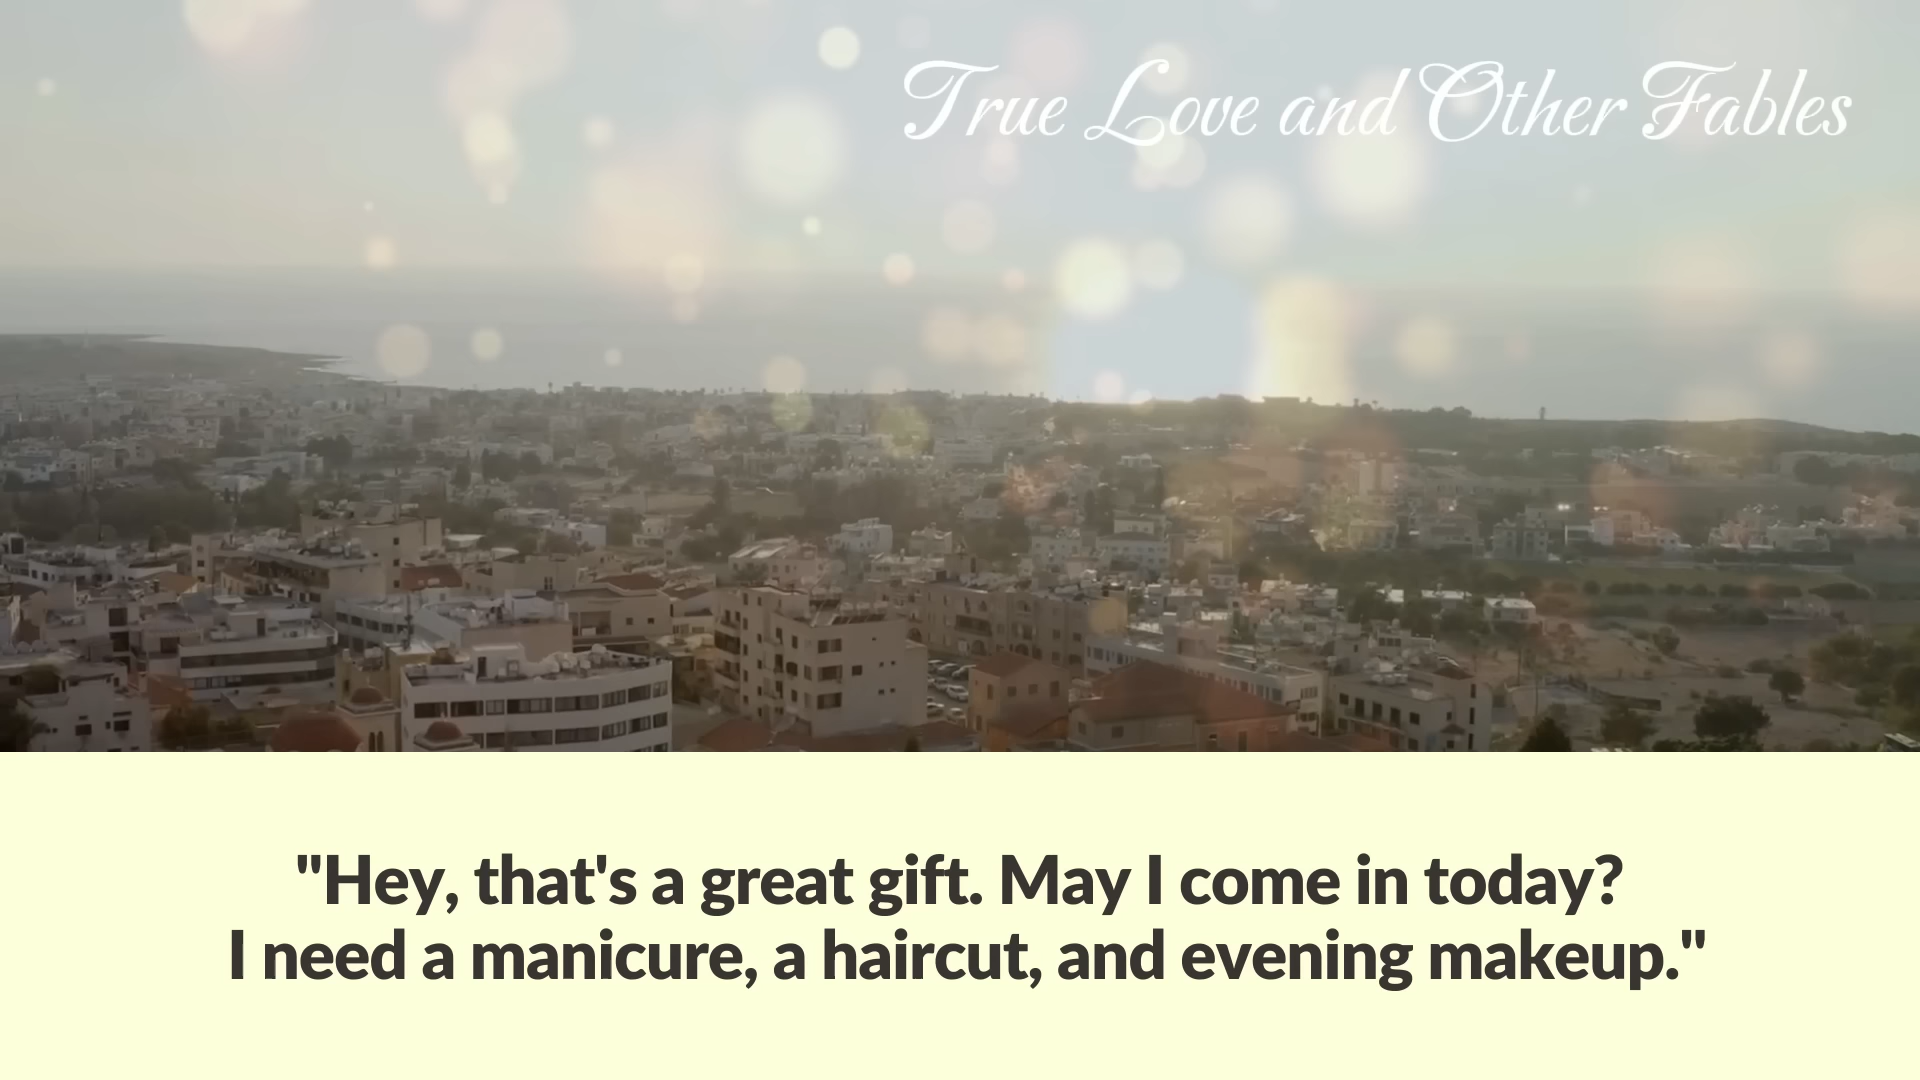 True Love and Other Fables
"Hey, that's a great gift. May I come in today?
I need a manicure, a haircut, and evening makeup."